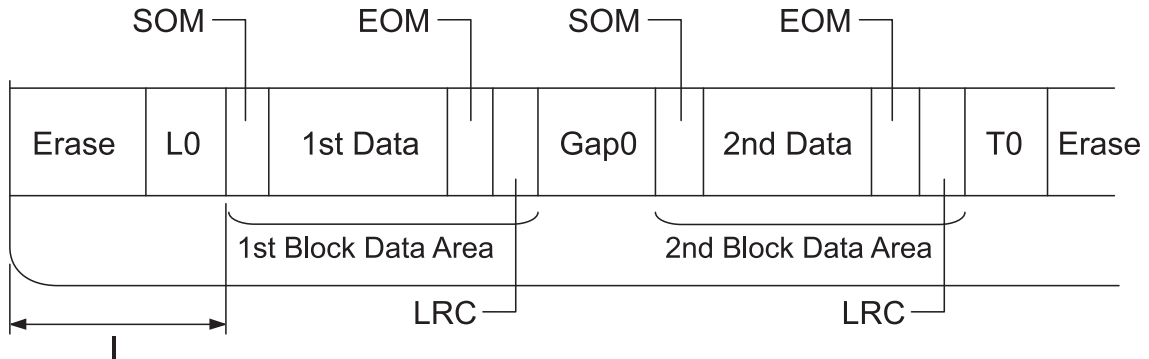 SOM EOM SOM EOM
Erase L0 1st Data Gap0 2nd Data T0 Erase
1st Block Data Area 2nd Block Data Area
LRC LRC
I